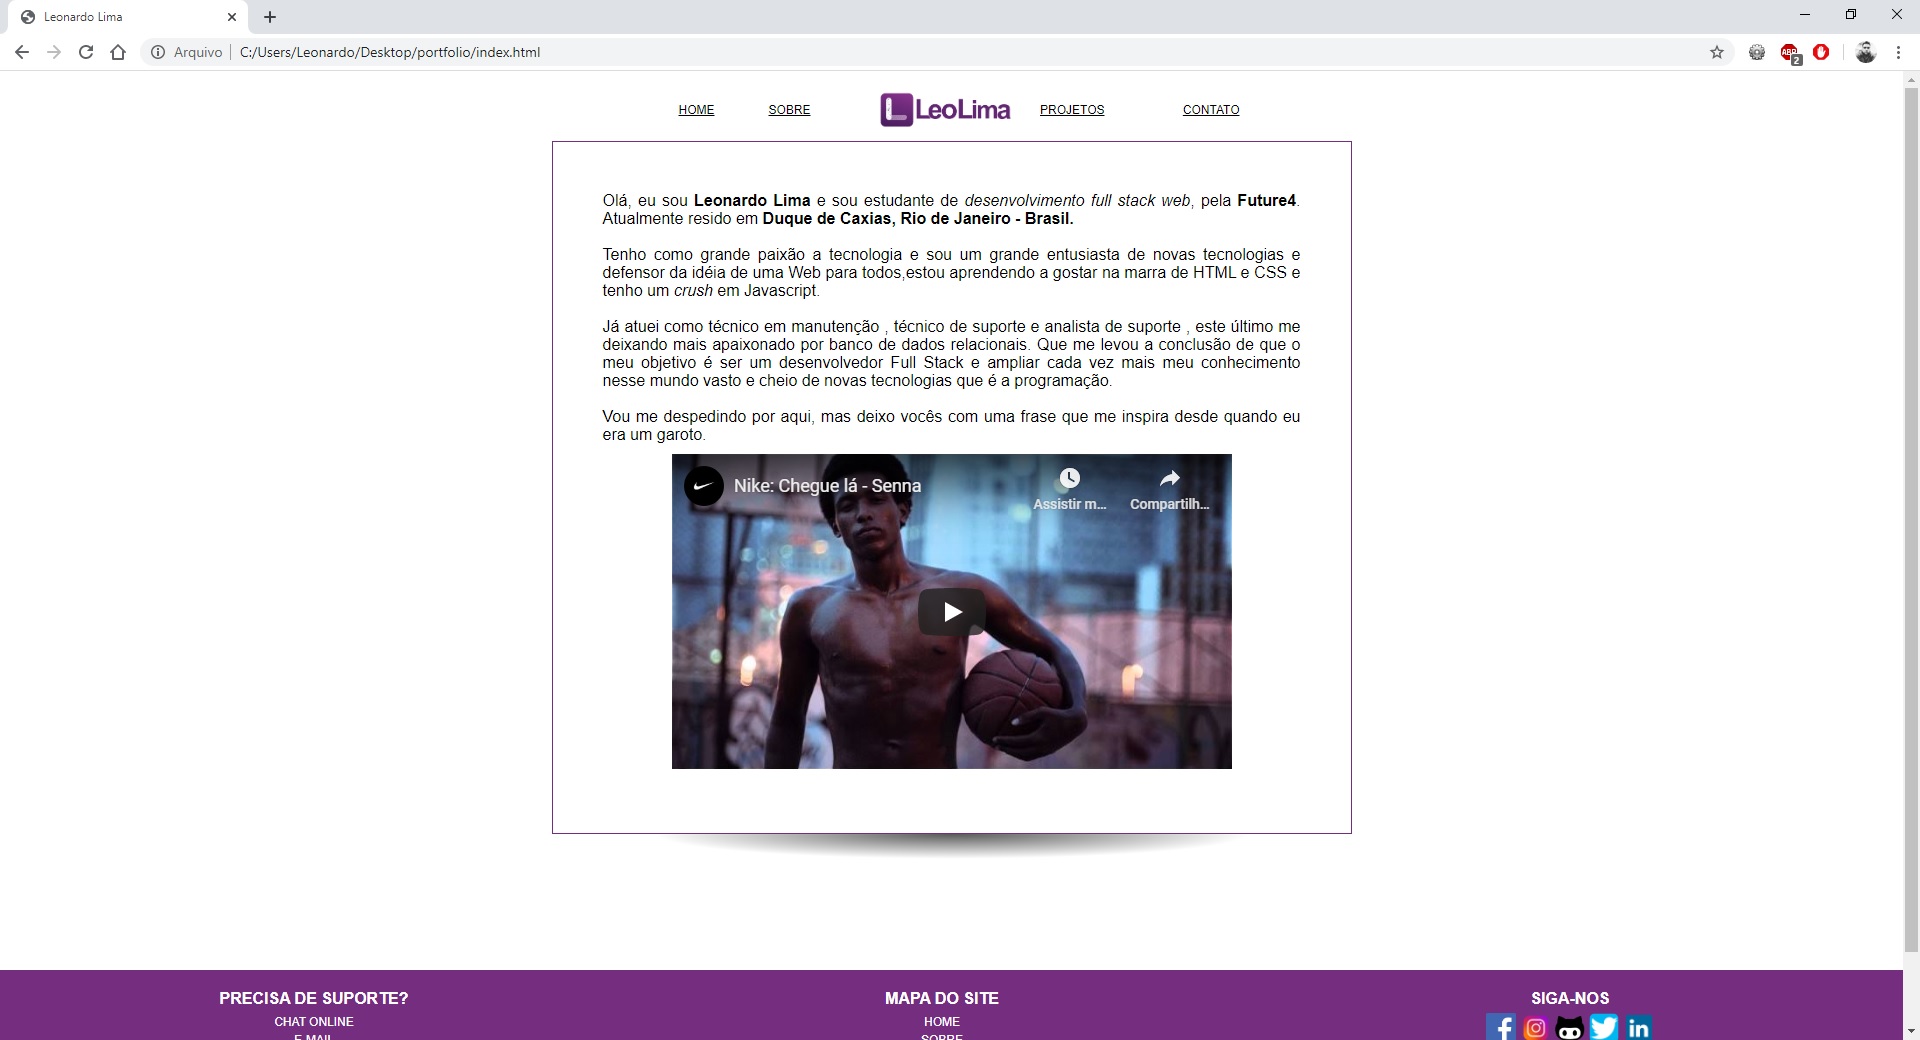 Leonardo Lima
Arquivo
C:/Users/Leonardo/Desktop/portfolio/index.html
ABP
2
HOME
SOBRE
L LeoLima
PROJETOS
CONTATO
Olá, eu sou Leonardo Lima e sou estudante de desenvolvimento full stack web, pela Future4.
Atualmente resido em Duque de Caxias, Rio de Janeiro - Brasil.
Tenho como grande paixão a tecnologia e sou um grande entusiasta de novas tecnologias e
defensor da idéia de uma Web para todos,estou aprendendo a gostar na marra de HTML e CSS e
tenho um crush em Javascript.
Já atuei como técnico em manutenção , técnico de suporte e analista de suporte , este último me
deixando mais apaixonado por banco de dados relacionais. Que me levou a conclusão de que o
meu objetivo é ser um desenvolvedor Full Stack e ampliar cada vez mais meu conhecimento
nesse mundo vasto e cheio de novas tecnologias que é a programação.
Vou me despedindo por aqui, mas deixo vocês com uma frase que me inspira desde quando eu
era um garoto.
Nike: Chegue lá - Senna
Assistir m...
Compartilh...
PRECISA DE SUPORTE?
CHAT ONLINE
E-MAIL
MAPA DO SITE
HOME
SOBRE
SIGA-NOS